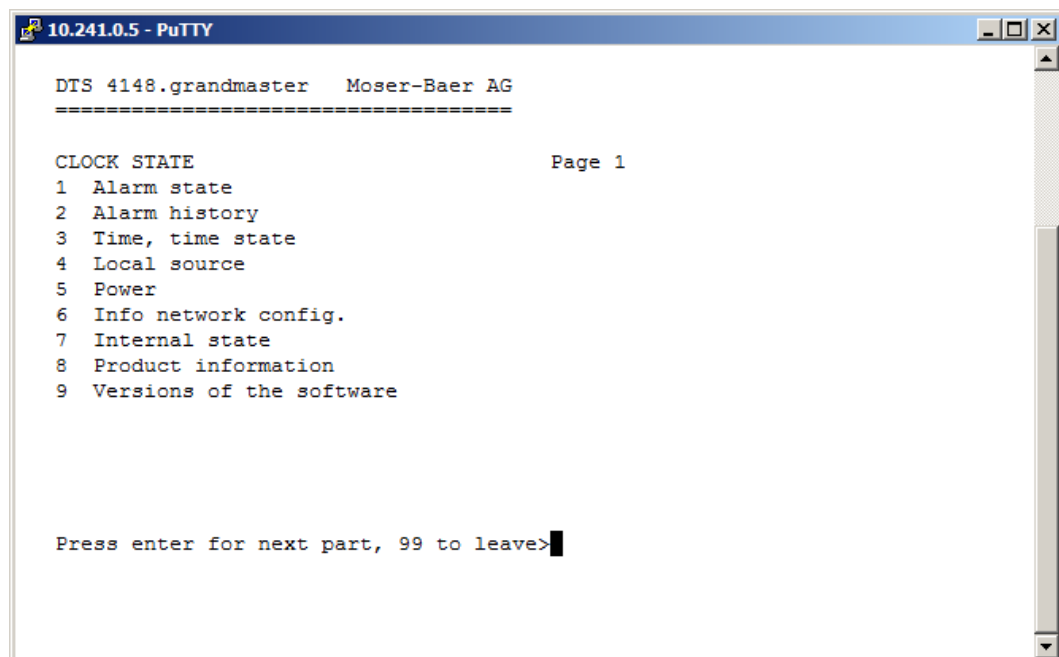 10.241.0.5 - PuTTY
DTS 4148.grandmaster   Moser-Baer AG
====================================
CLOCK STATE                            Page 1
1  Alarm state
2  Alarm history
3  Time, time state
4  Local source
5  Power
6  Info network config.
7  Internal state
8  Product information
9  Versions of the software
Press enter for next part, 99 to leave>